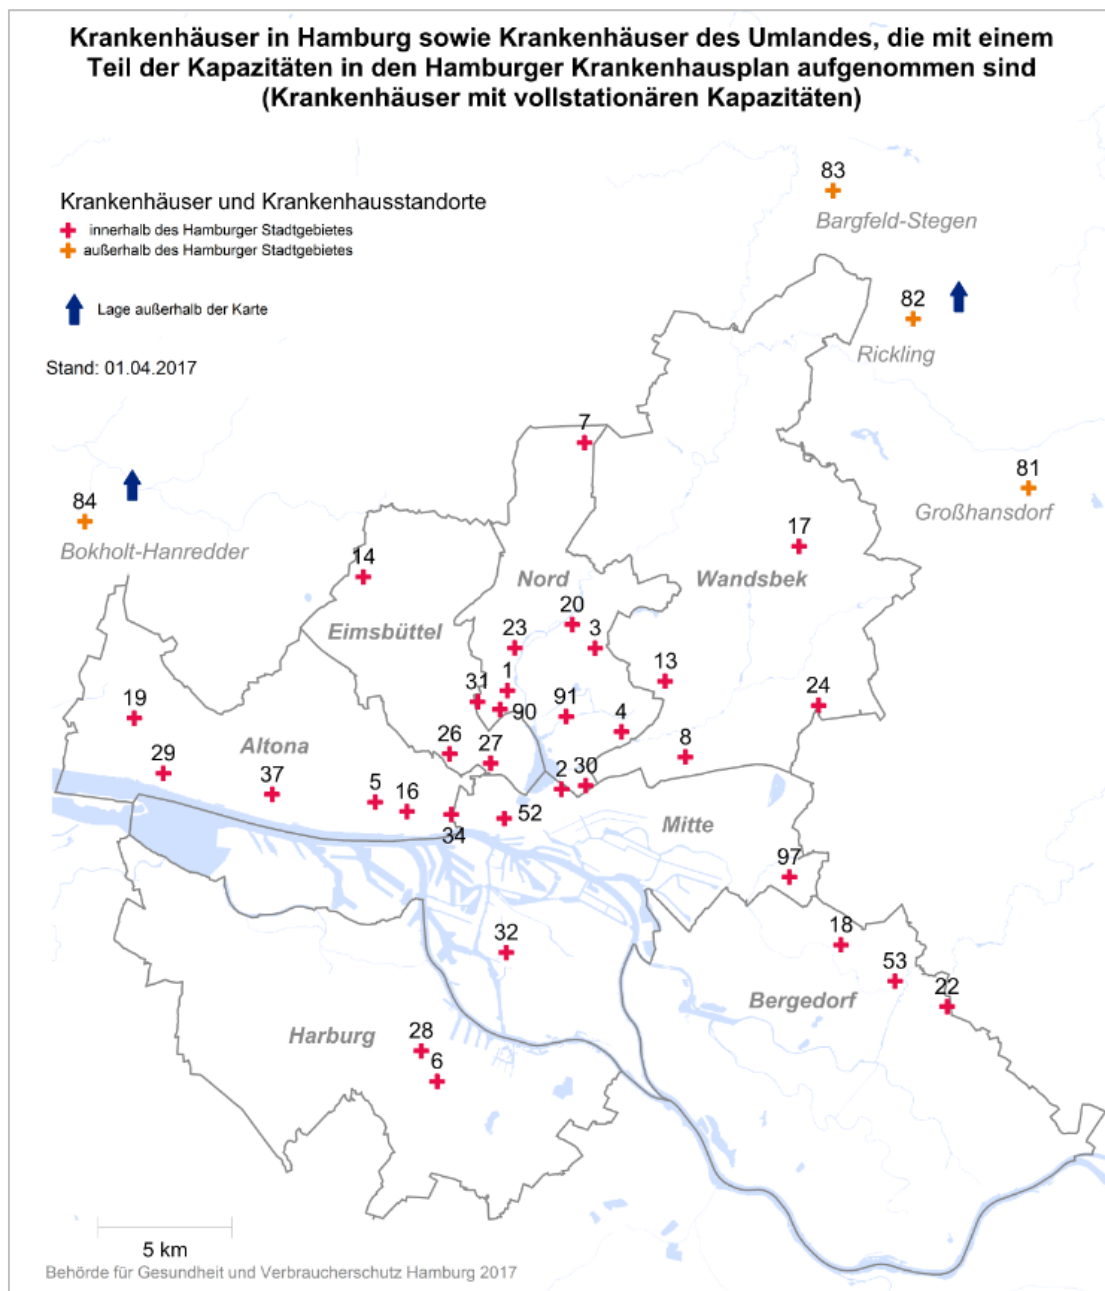 Krankenhäuser in Hamburg sowie Krankenhäuser des Umlandes, die mit einem
Teil der Kapazitäten in den Hamburger Krankenhausplan aufgenommen sind
(Krankenhäuser mit vollstationären Kapazitäten)
83
Krankenhäuser und Krankenhausstandorte
Bargfeld-Stegen
innerhalb des Hamburger Stadtgebietes
außerhalb des Hamburger Stadtgebietes
82
Lage außerhalb der Karte
Rickling
Stand: 01.04.2017
7
81
84
Großhansdorf
17
Bokholt-Hanredder
14
Nord
Wandsbek
20
Eimsbüttel
23
3
13
31
1
24
19
91
90
4
Altona
26
27
8
29
37
2
30
5
16
52
Mitte
34
97
18
32
53
22
Bergedorf
Harburg
28
6
5 km
Behörde für Gesundheit und Verbraucherschutz Hamburg 2017